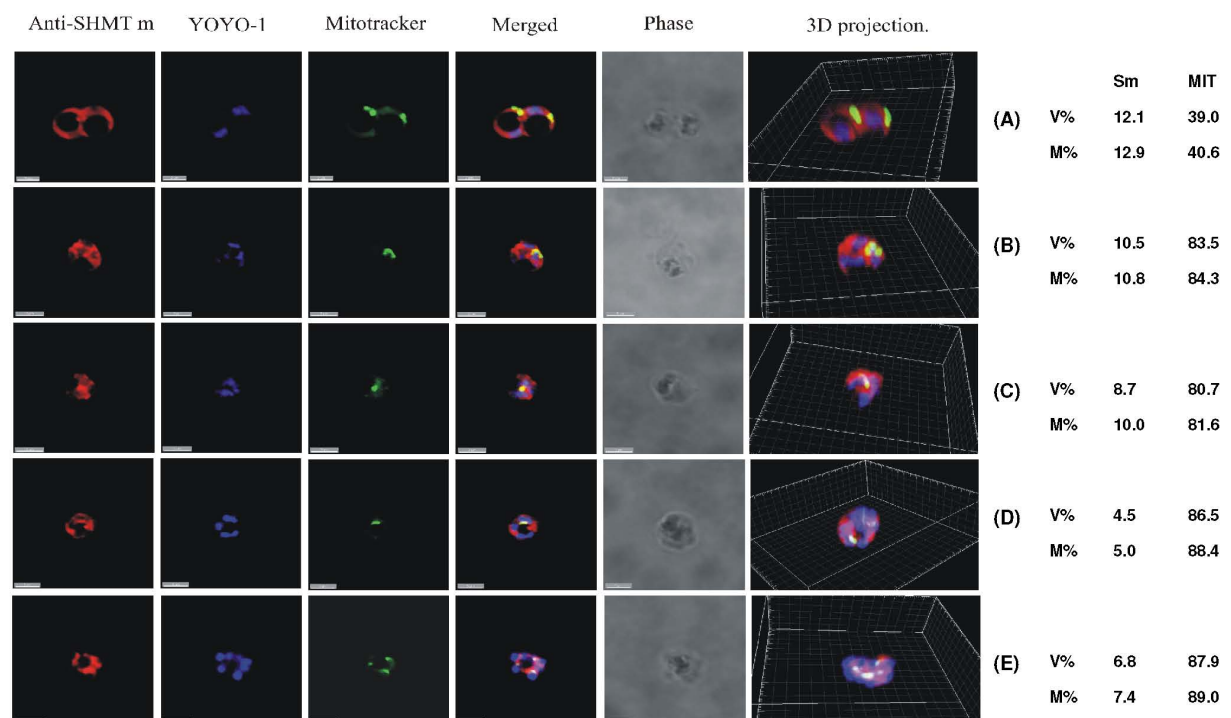 Anti-SHMT m YOYO-1 Mitotracker Merged Phase 3D projection.
Sm MIT
(A) V% 12.1 39.0
M% 12.9 40.6
(B) V% 10.5 83.5
M% 10.8 84.3
(C) V% 8.7 80.7
M% 10.0 81.6
(D) V% 4.5 86.5
M% 5.0 88.4
(E) V% 6.8 87.9
M% 7.4 89.0